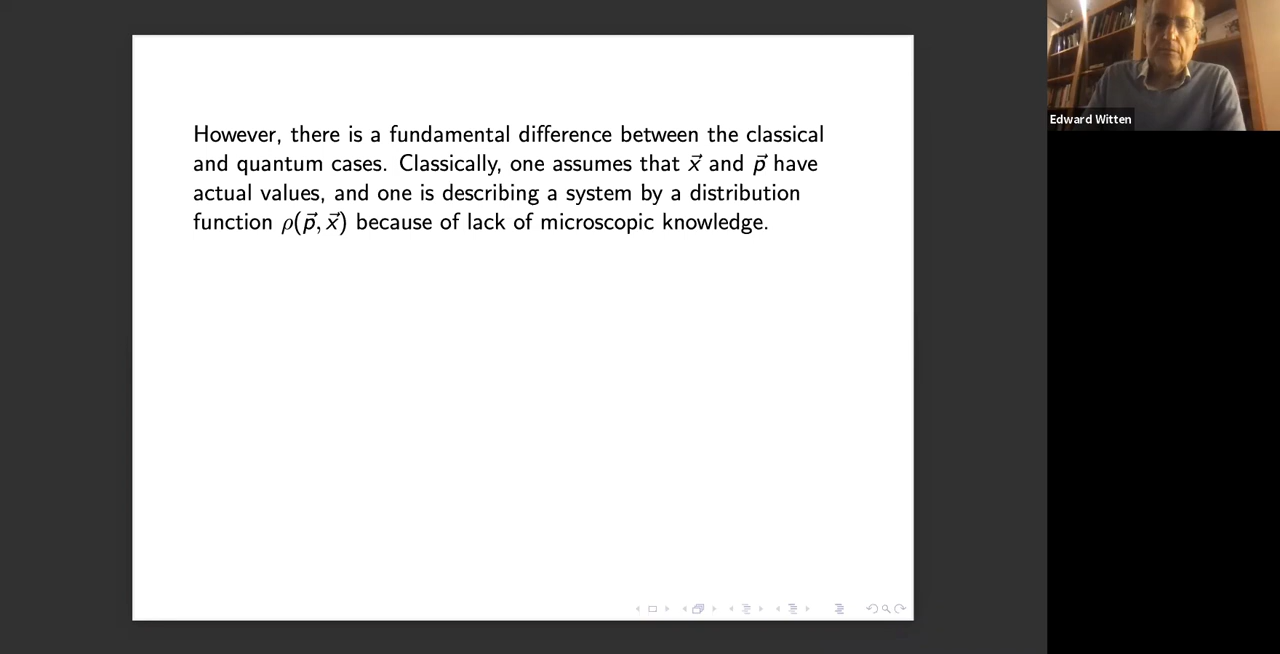 However, there is a fundamental difference between the classical
and quantum cases. Classically, one assumes that x⃗ and p⃗ have
actual values, and one is describing a system by a distribution
function ρ(p⃗, x⃗) because of lack of microscopic knowledge.
Edward Witten